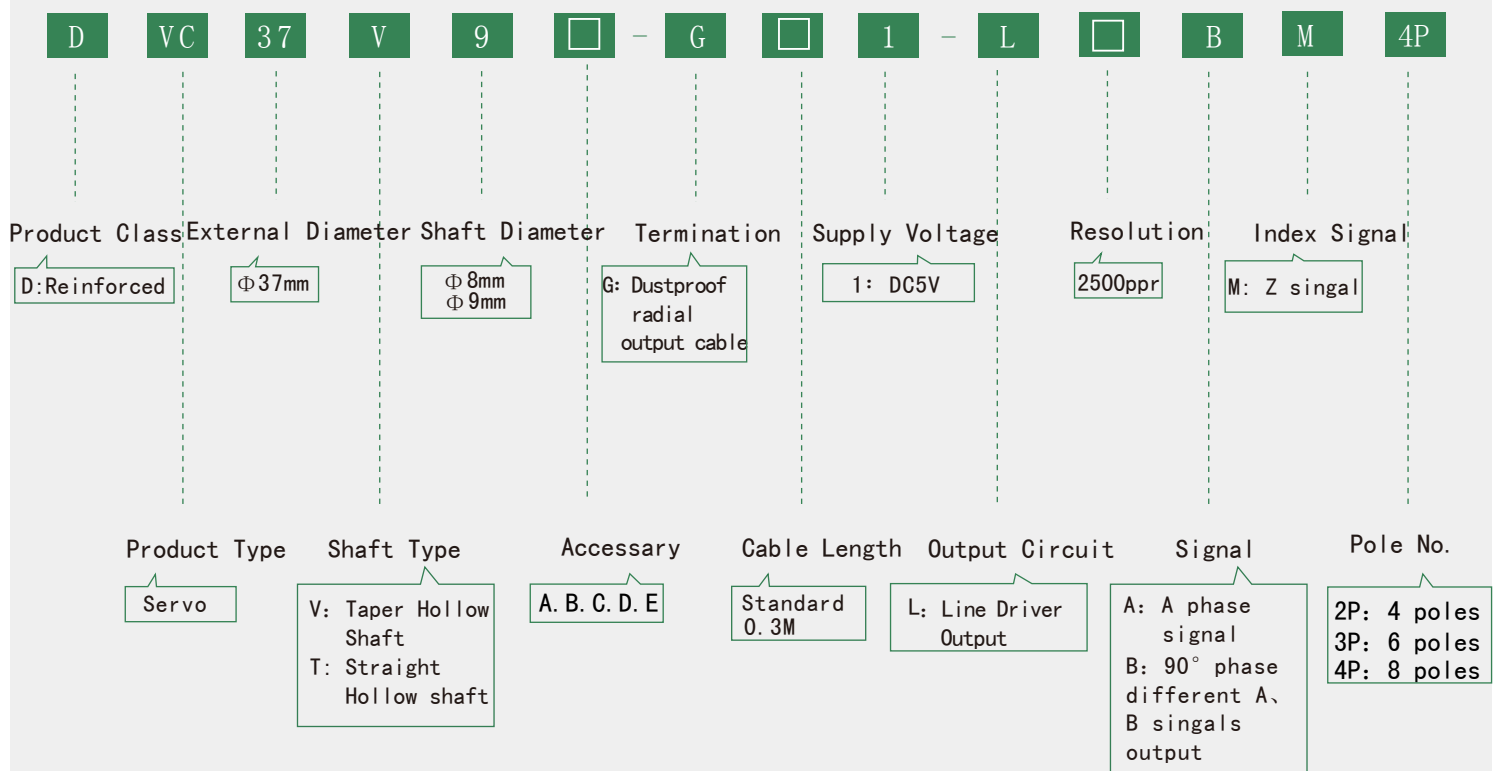 D VC 37 V 9 □ - G □ 1 - L □ B M 4P
Product Class External Diameter Shaft Diameter Termination Supply Voltage Resolution Index Signal
D:Reinforced
Φ37mm
Φ8mm
Φ9mm
G: Dustproof
radial
output cable
1: DC5V
2500ppr
M: Z singal
Product Type Shaft Type Accessary Cable Length Output Circuit Signal Pole No.
Servo
V: Taper Hollow
Shaft
T: Straight
Hollow shaft
A.B.C.D.E
Standard
0.3M
L: Line Driver
Output
A: A phase
signal
B: 90° phase
different A、
B singals
output
2P: 4 poles
3P: 6 poles
4P: 8 poles